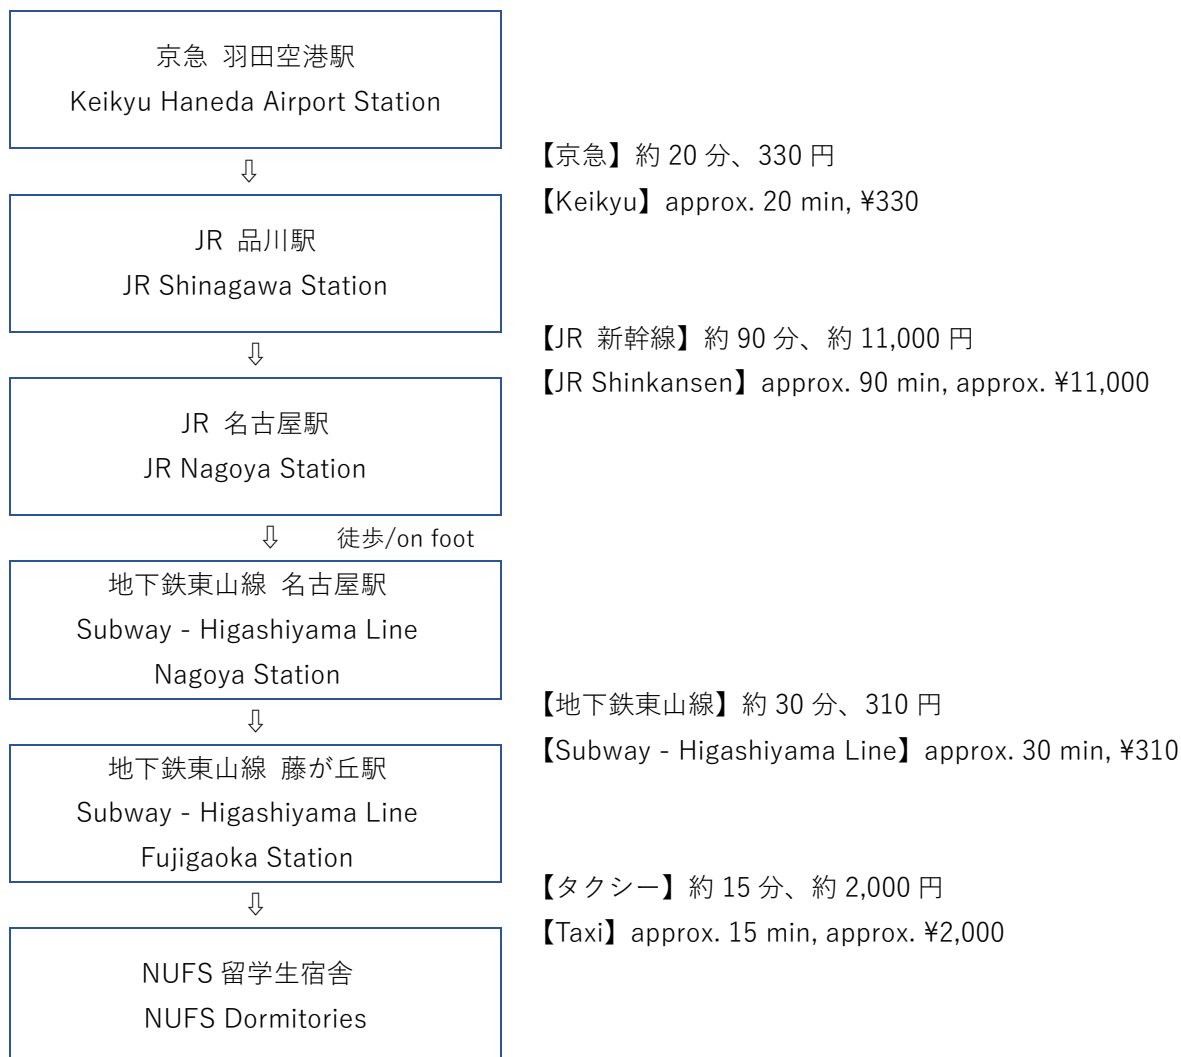 京急 羽田空港駅
Keikyu Haneda Airport Station
⇩
【京急】約 20 分、330 円
【Keikyu】approx. 20 min, ¥330
JR 品川駅
JR Shinagawa Station
⇩
【JR 新幹線】約 90 分、約 11,000 円
【JR Shinkansen】approx. 90 min, approx. ¥11,000
JR 名古屋駅
JR Nagoya Station
⇩ 徒歩/on foot
地下鉄東山線 名古屋駅
Subway - Higashiyama Line
Nagoya Station
⇩
【地下鉄東山線】約 30 分、310 円
【Subway - Higashiyama Line】approx. 30 min, ¥310
地下鉄東山線 藤が丘駅
Subway - Higashiyama Line
Fujigaoka Station
⇩
【タクシー】約 15 分、約 2,000 円
【Taxi】approx. 15 min, approx. ¥2,000
NUFS 留学生宿舎
NUFS Dormitories